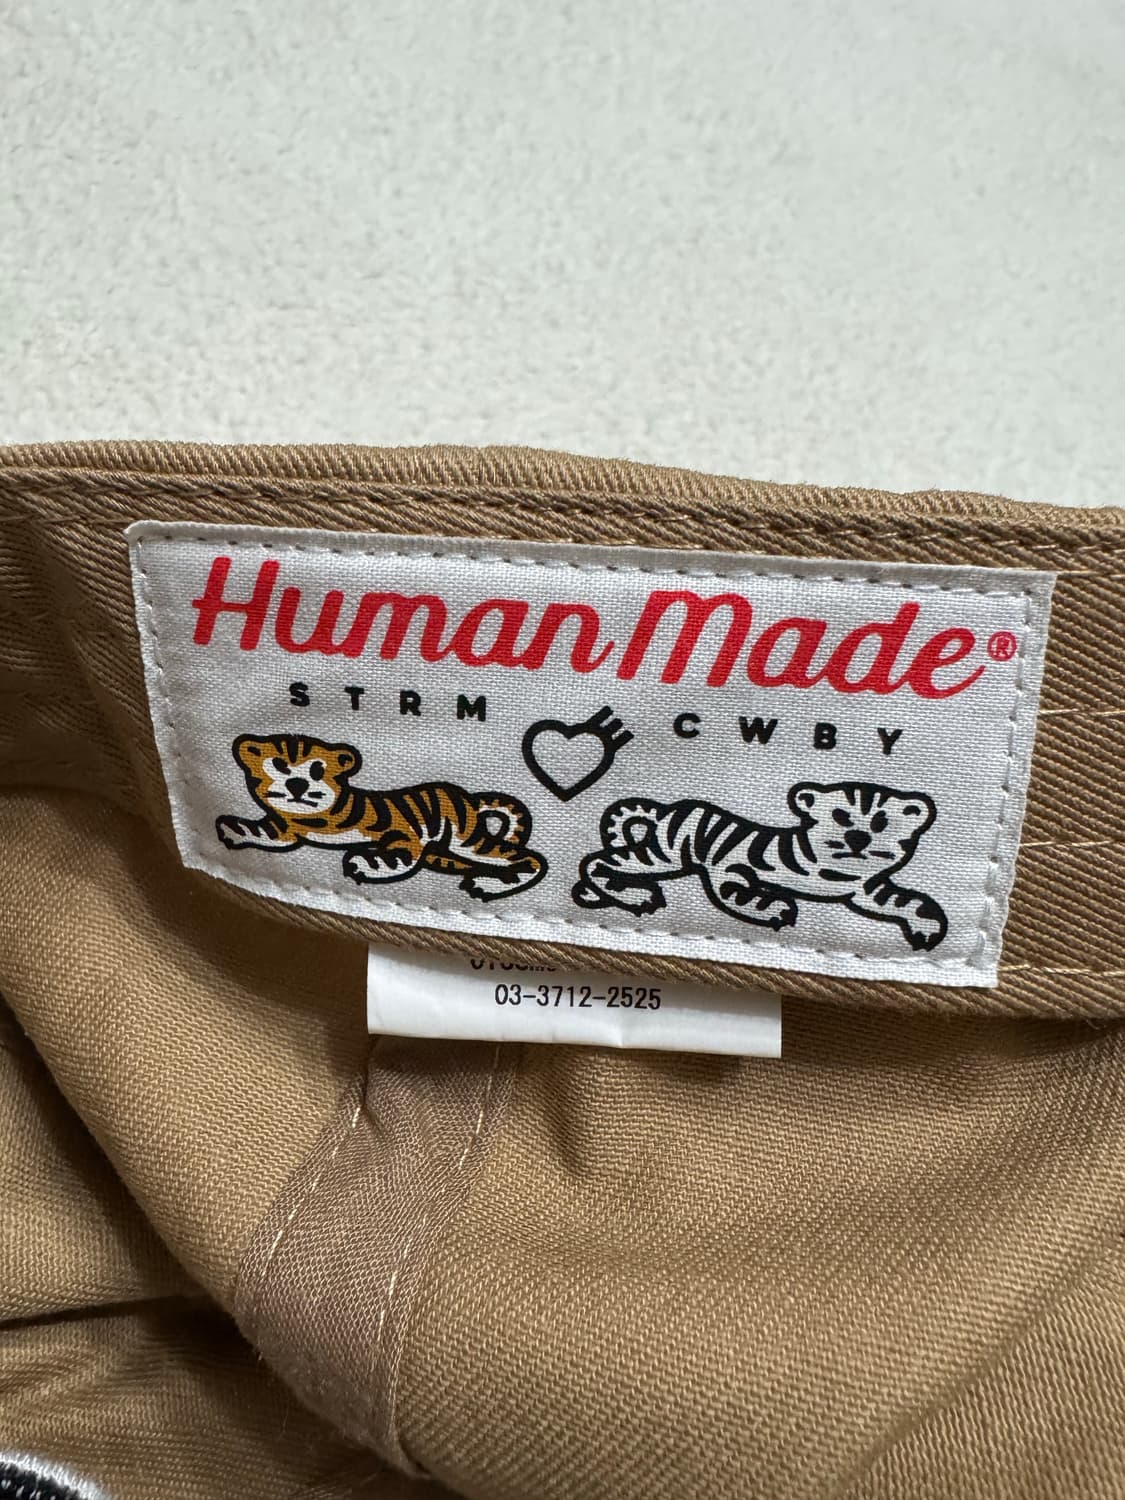 Human Made®
STRM CWBY
03-3712-2525